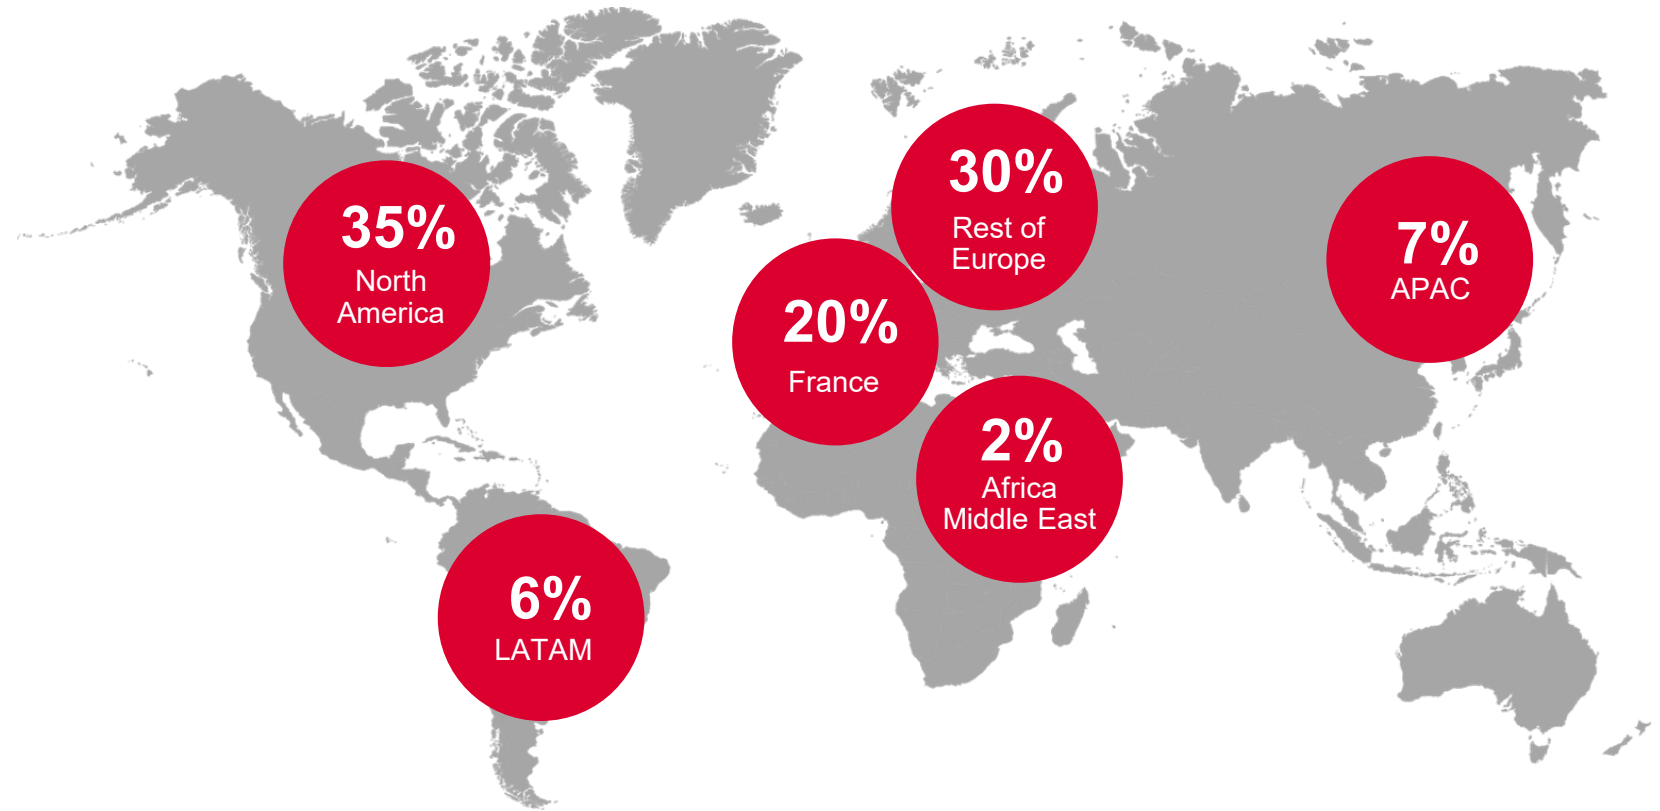 35%
North
America
30%
Rest of
Europe
20%
France
7%
APAC
2%
Africa
Middle East
6%
LATAM